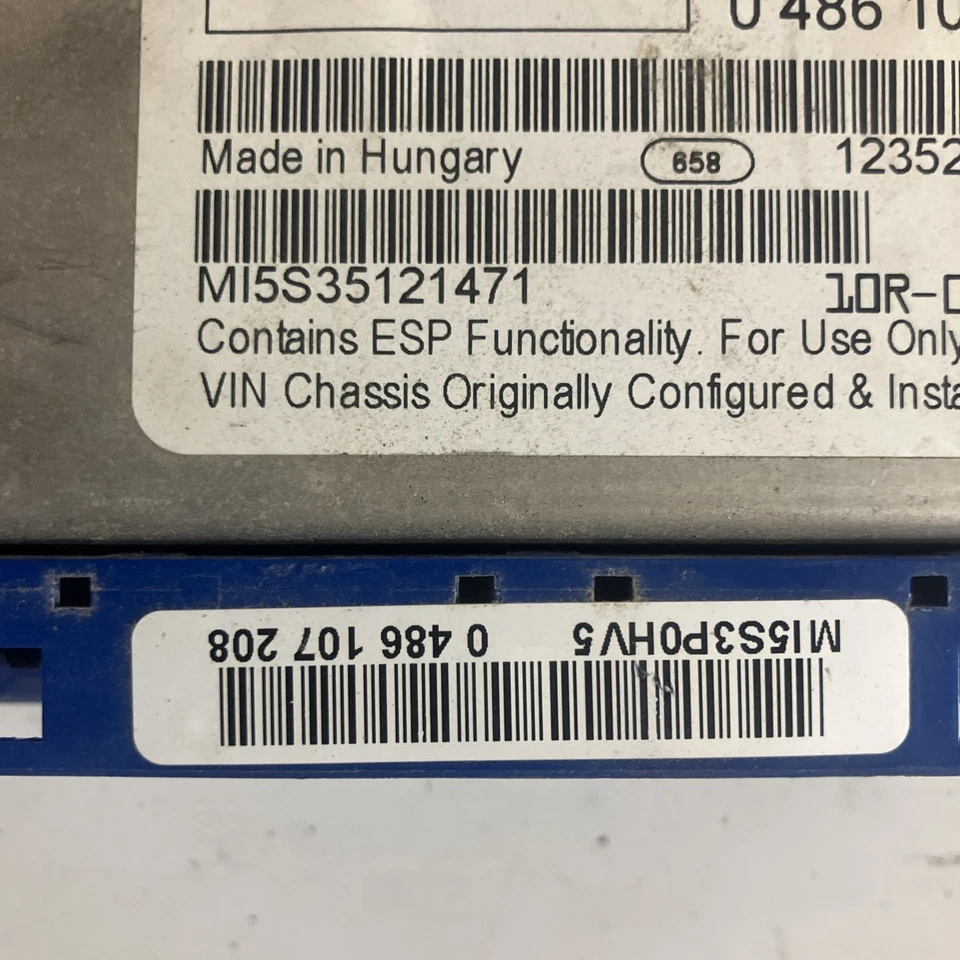 0 486 10
Made in Hungary 658 12352
MI5S35121471 10R-0
Contains ESP Functionality. For Use Only
VIN Chassis Originally Configured & Insta
MI5S3P0HV5 0 486 107 208